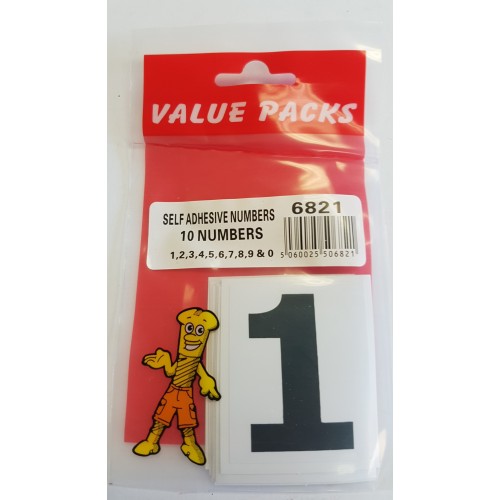 VALUE PACKS
SELF ADHESIVE NUMBERS
10 NUMBERS
1,2,3,4,5,6,7,8,9 & 0
6821
5 060025 506821
1